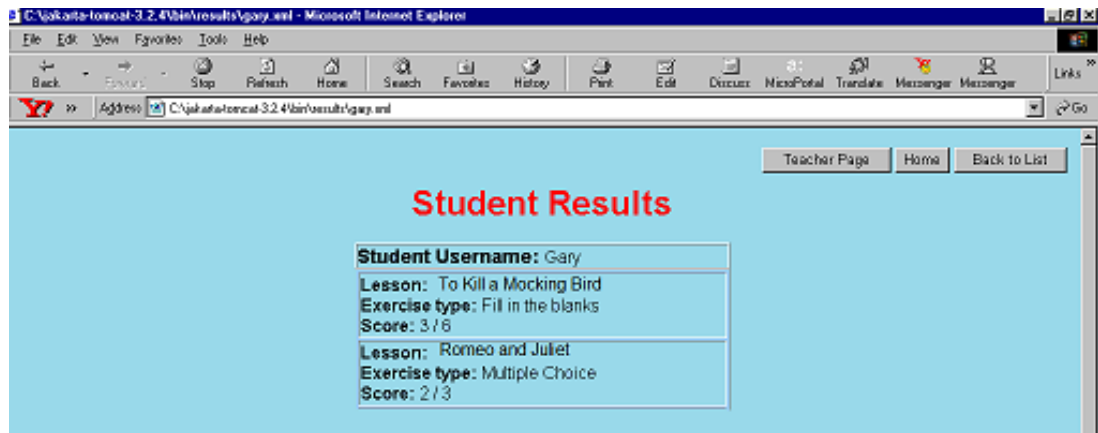 C:\jakarta-tomcat-3.2.4\bin\results\gary.xml - Microsoft Internet Explorer
File Edit View Favorites Tools Help
Back Forward Stop Refresh Home Search Favorites History Print Edit Discuss MicroPortal Translate Messenger Messenger Links »
Y? » Address C:\jakarta-tomcat-3.2.4\bin\results\gary.xml Go
Teacher Page Home Back to List
Student Results
Student Username: Gary
Lesson: To Kill a Mocking Bird
Exercise type: Fill in the blanks
Score: 3 / 6
Lesson: Romeo and Juliet
Exercise type: Multiple Choice
Score: 2 / 3